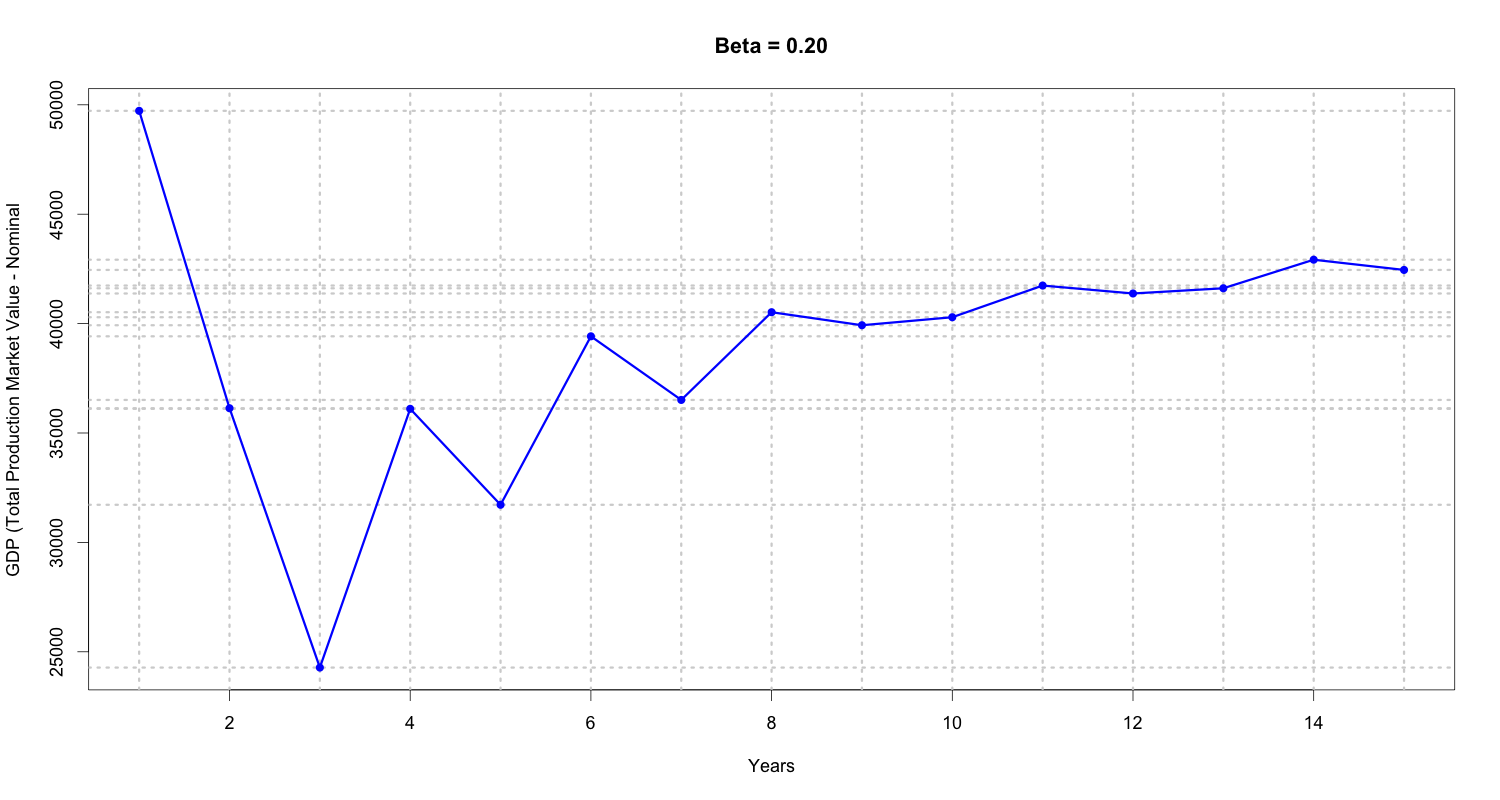 Beta = 0.20
GDP (Total Production Market Value - Nominal
50000
45000
40000
35000
30000
25000
2 4 6 8 10 12 14
Years